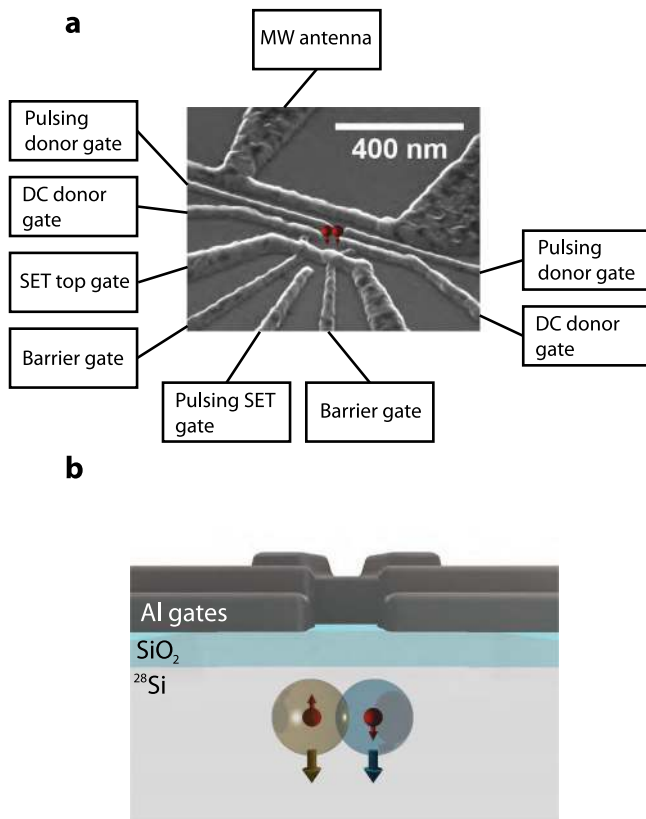 a
MW antenna
Pulsing
donor gate
400 nm
DC donor
gate
SET top gate
Pulsing
donor gate
Barrier gate
DC donor
gate
Pulsing SET
gate
Barrier gate
b
Al gates
SiO₂
²⁸Si